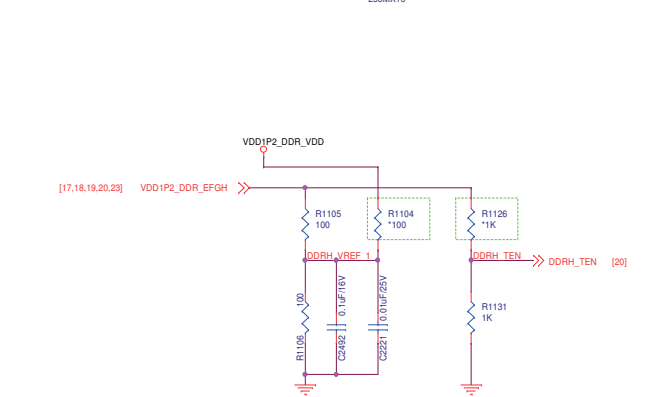 VDD1P2_DDR_VDD
[17,18,19,20,23] VDD1P2_DDR_EFGH
R1105
100
R1104
*100
R1126
*1K
DDRH_VREF_1
DDRH_TEN
DDRH_TEN [20]
100
R1106
0.1uF/16V
C2492
0.01uF/25V
C2221
R1131
1K